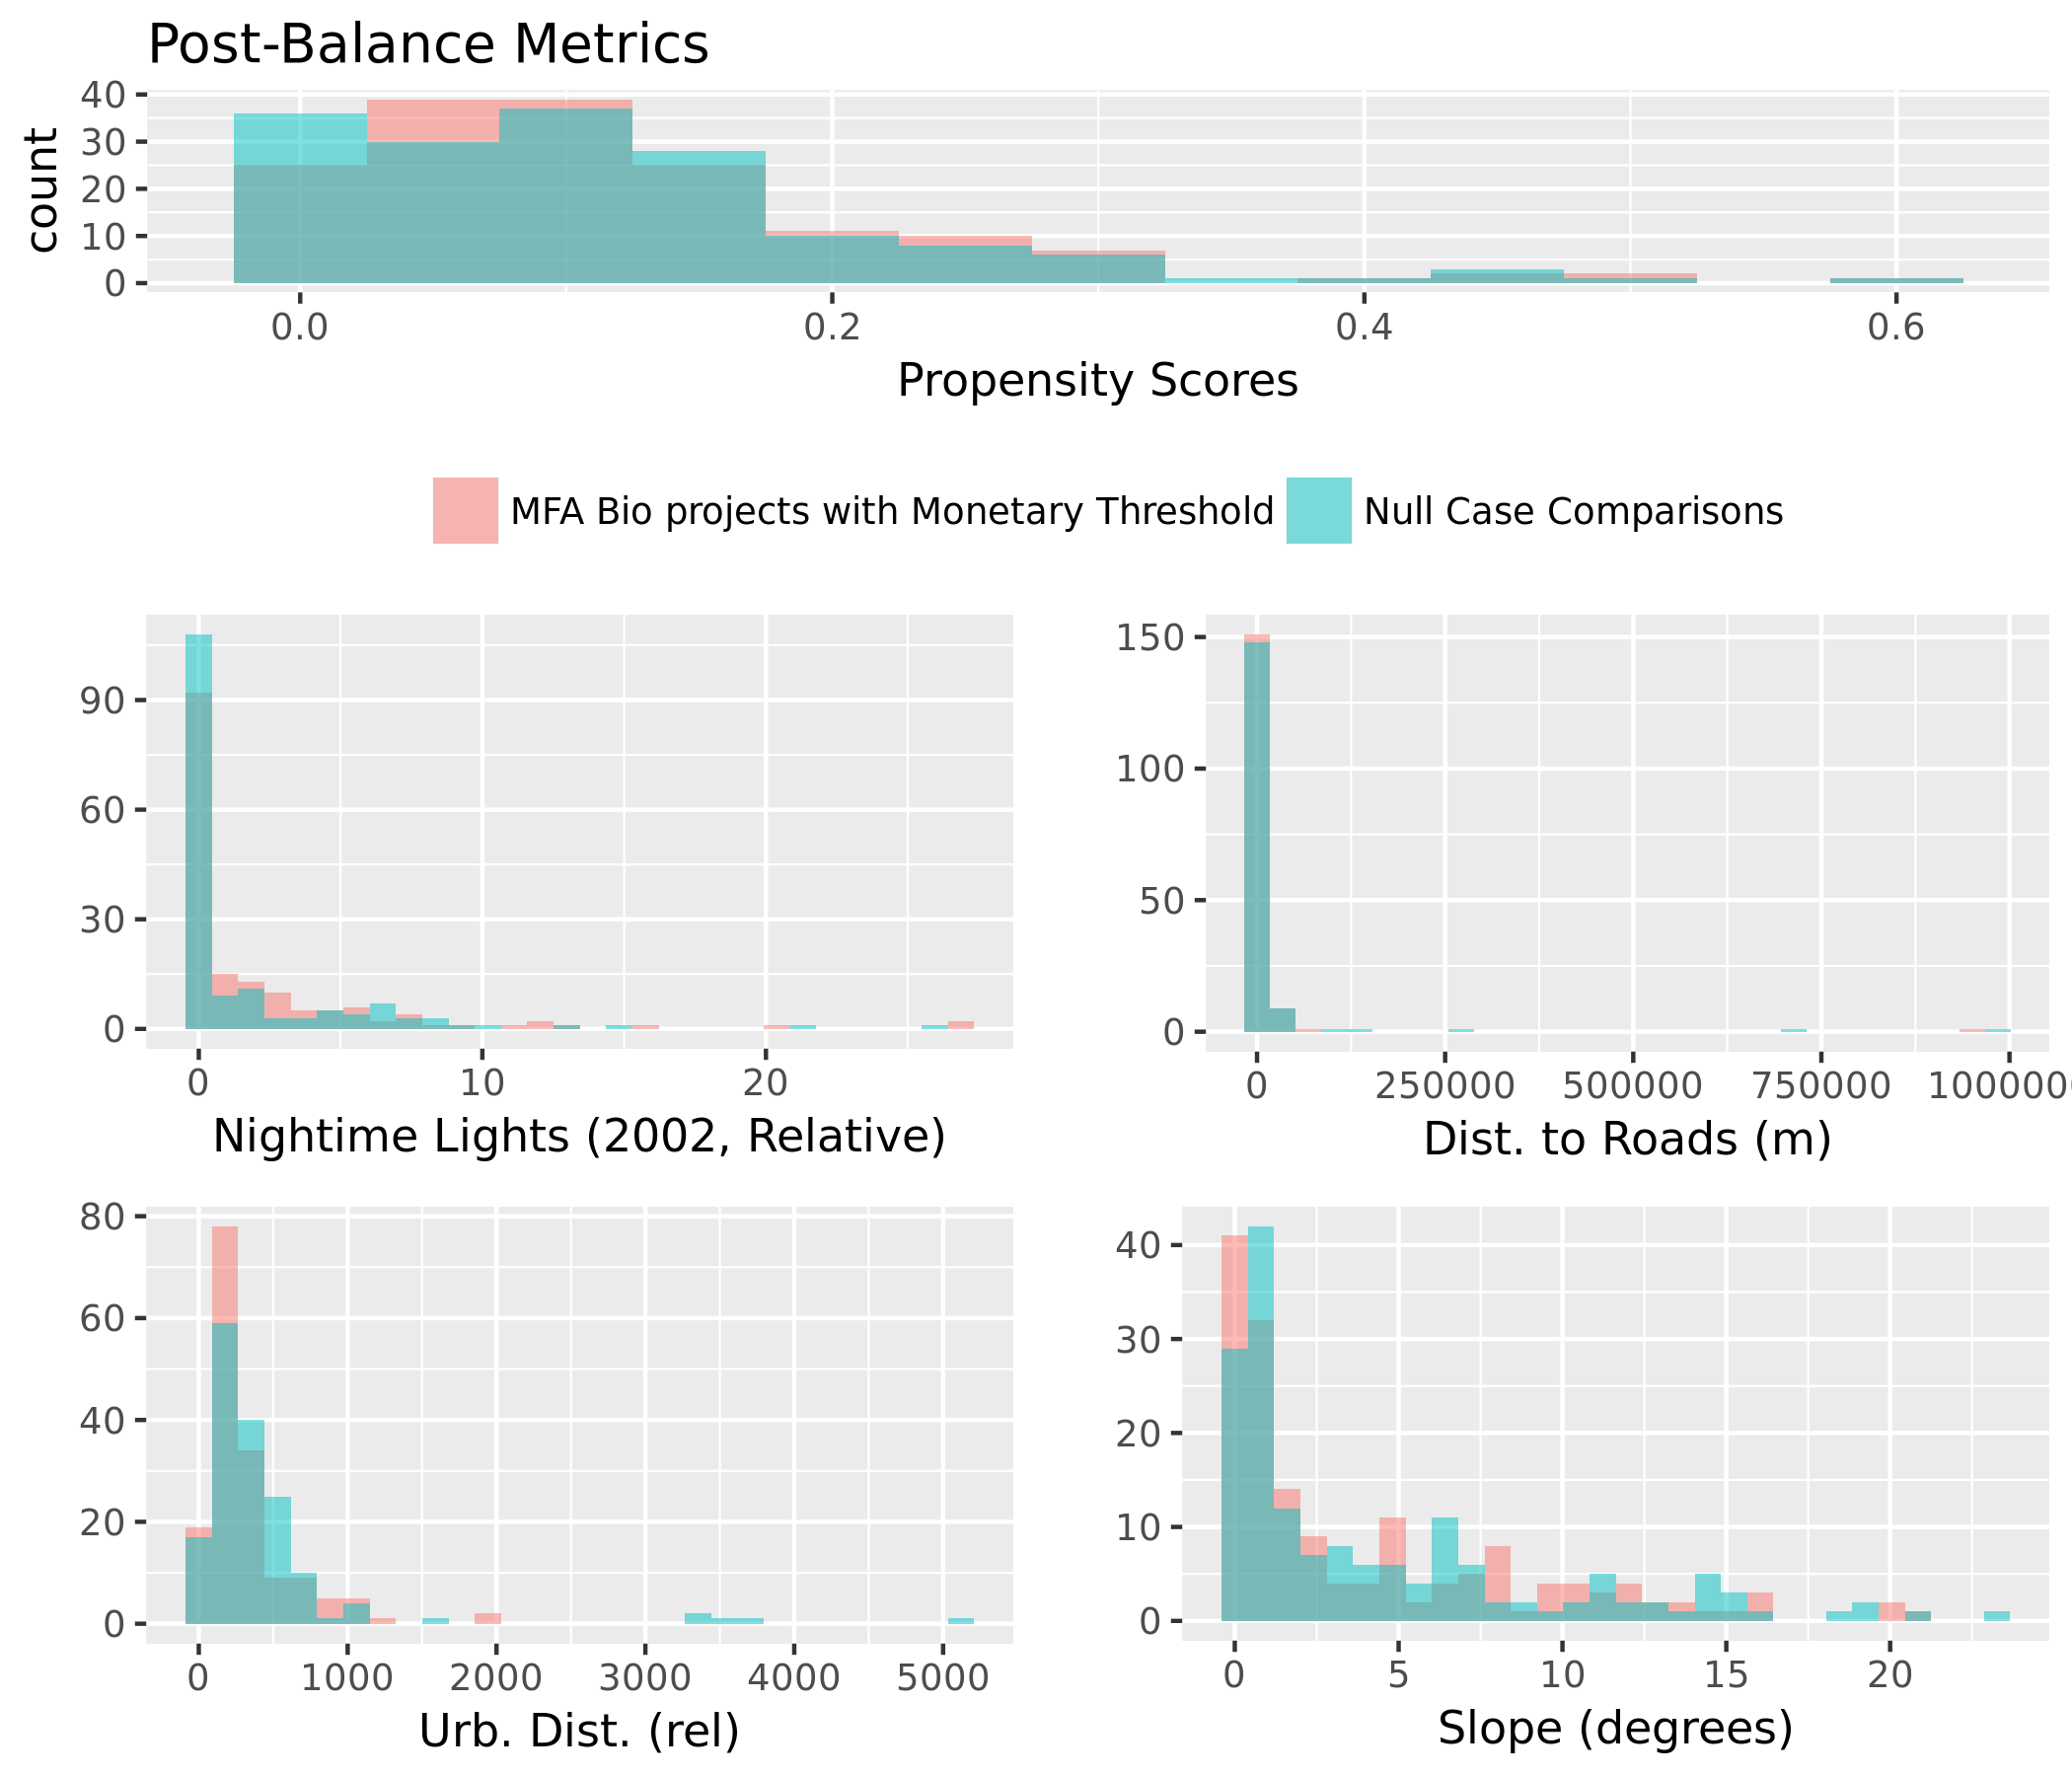 Post-Balance Metrics
count
40
30
20
10
0
0.0 0.2 0.4 0.6
Propensity Scores
MFA Bio projects with Monetary Threshold Null Case Comparisons
90
60
30
0
0 10 20
Nightime Lights (2002, Relative)
150
100
50
0
0 250000 500000 750000 100000
Dist. to Roads (m)
80
60
40
20
0
0 1000 2000 3000 4000 5000
Urb. Dist. (rel)
40
30
20
10
0
0 5 10 15 20
Slope (degrees)